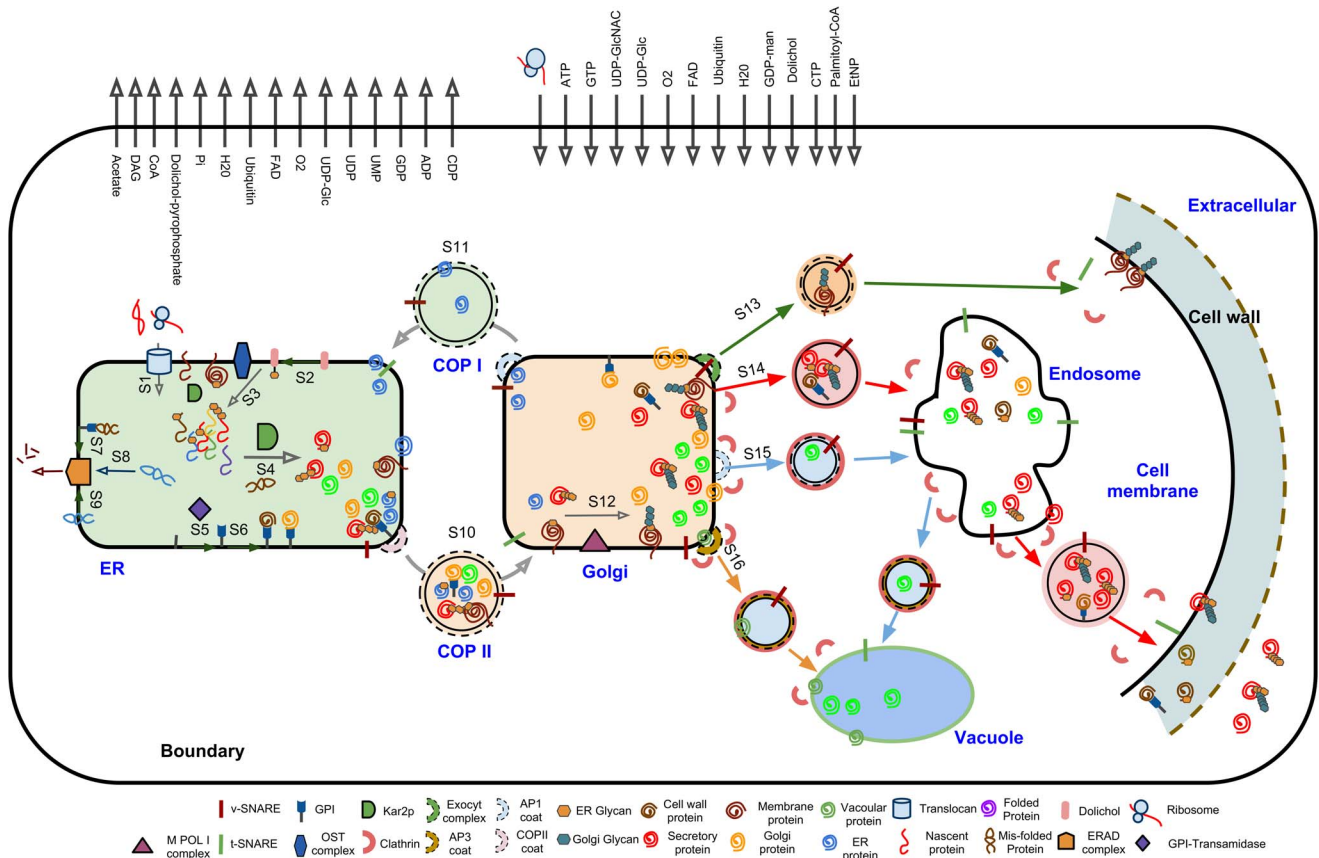 ATP
GTP
UDP-GlcNAC
UDP-Glc
O2
FAD
Ubiquitin
H20
GDP-man
Dolichol
CTP
Palmitoyl-CoA
EtNP
Acetate
DAG
CoA
Dolichol-pyrophosphate
Pi
H20
Ubiquitin
FAD
O2
UDP-Glc
UDP
UMP
GDP
ADP
CDP
Extracellular
S11
COP I
S13
Cell wall
S1
S2
S3
S14
Endosome
S7
S8
S4
S15
S9
S12
Cell
membrane
S5
S6
S10
S16
ER
Golgi
COP II
Boundary
Vacuole
v-SNARE
GPI
Kar2p
Exocyt
complex
AP1
coat
ER Glycan
Cell wall
protein
Membrane
protein
Vacoular
protein
Translocan
Folded
Protein
Dolichol
Ribosome
M POL I
complex
t-SNARE
OST
complex
Clathrin
AP3
coat
COPII
coat
Golgi Glycan
Secretory
protein
Golgi
protein
ER
protein
Nascent
protein
Mis-folded
Protein
ERAD
complex
GPI-Transamidase